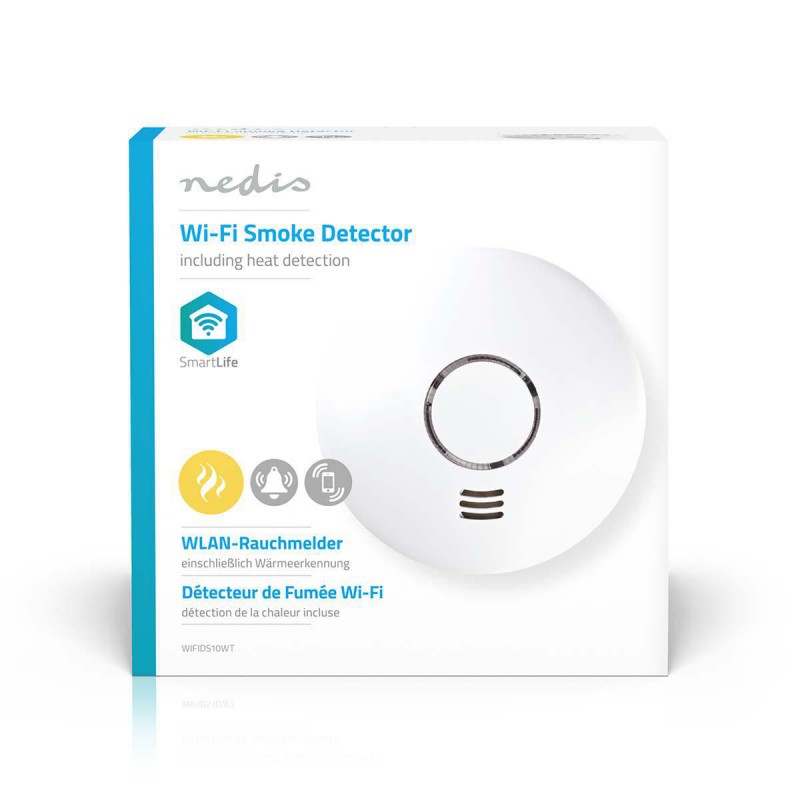 nedis
Wi-Fi Smoke Detector
including heat detection
SmartLife
WLAN-Rauchmelder
einschließlich Wärmeerkennung
Détecteur de Fumée Wi-Fi
détection de la chaleur incluse
WIFIDS10WT